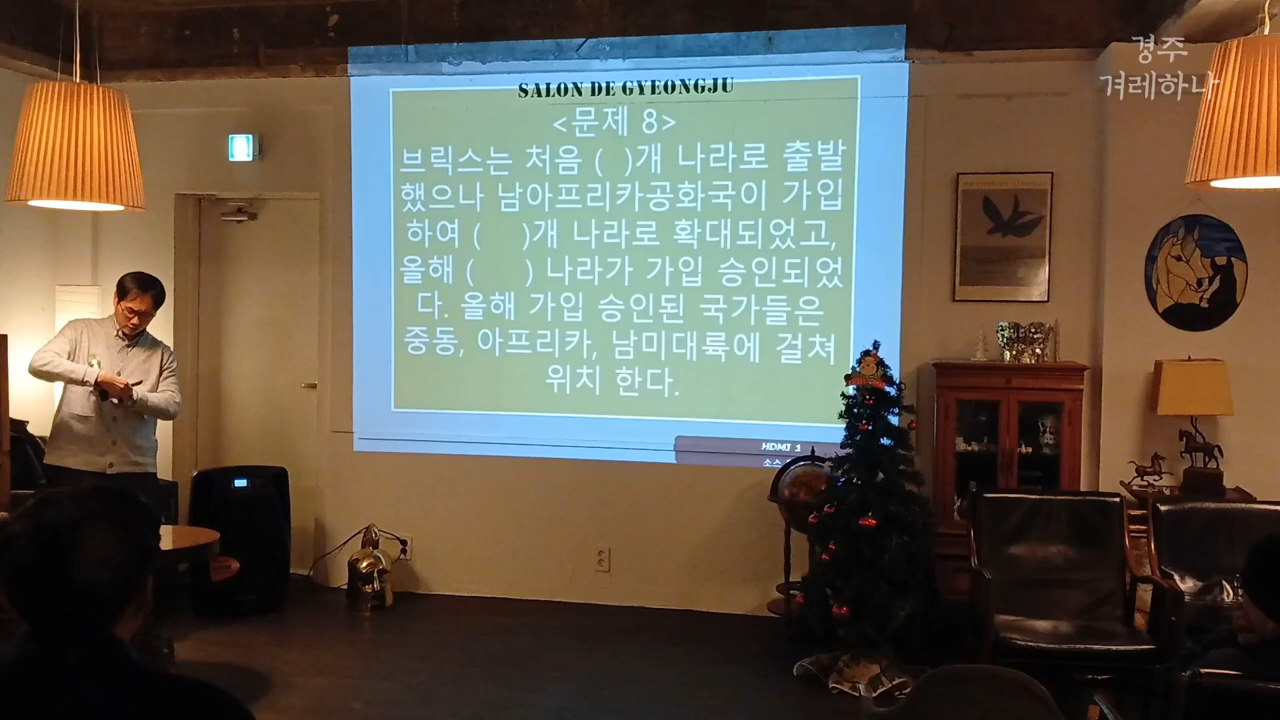 경주
겨레하나
SALON DE GYEONGJU
<문제 8>
브릭스는 처음 ( )개 나라로 출발
했으나 남아프리카공화국이 가입
하여 ( )개 나라로 확대되었고,
올해 ( ) 나라가 가입 승인되었
다. 올해 가입 승인된 국가들은
중동, 아프리카, 남미대륙에 걸쳐
위치 한다.
HDMI 1
소스